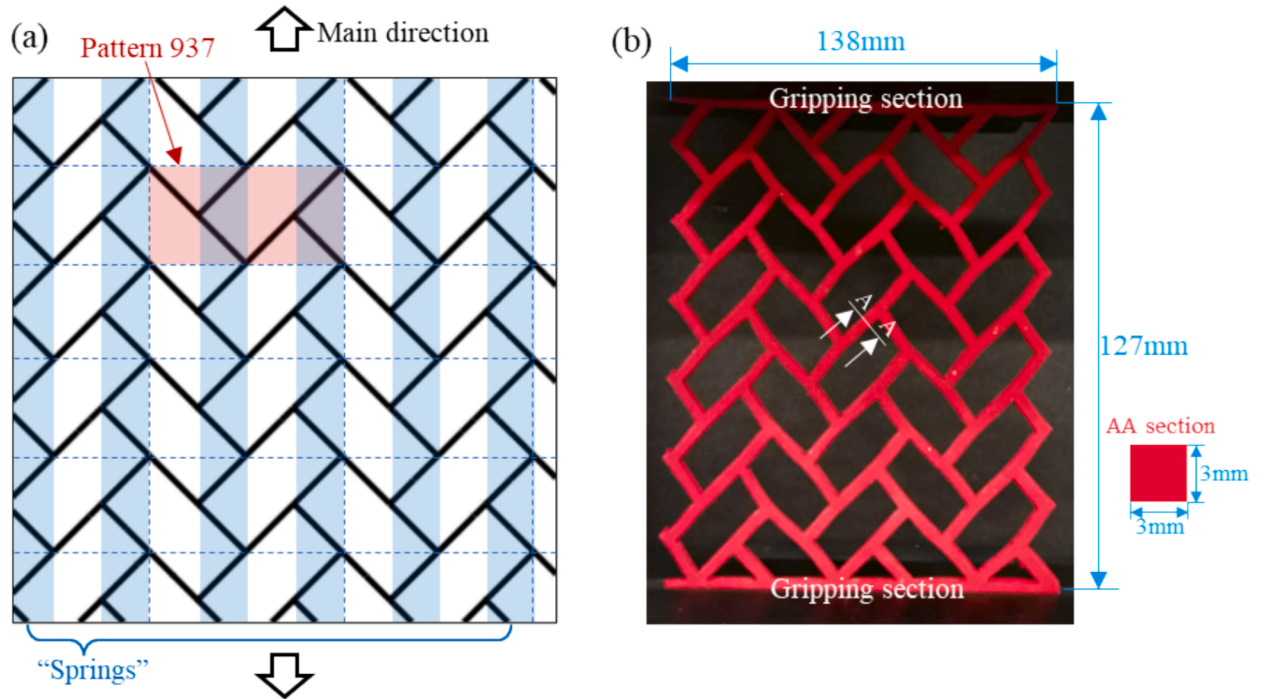 (a)
Main direction
Pattern 937
“Springs”
(b)
138mm
Gripping section
A
A
127mm
AA section
3mm
3mm
Gripping section